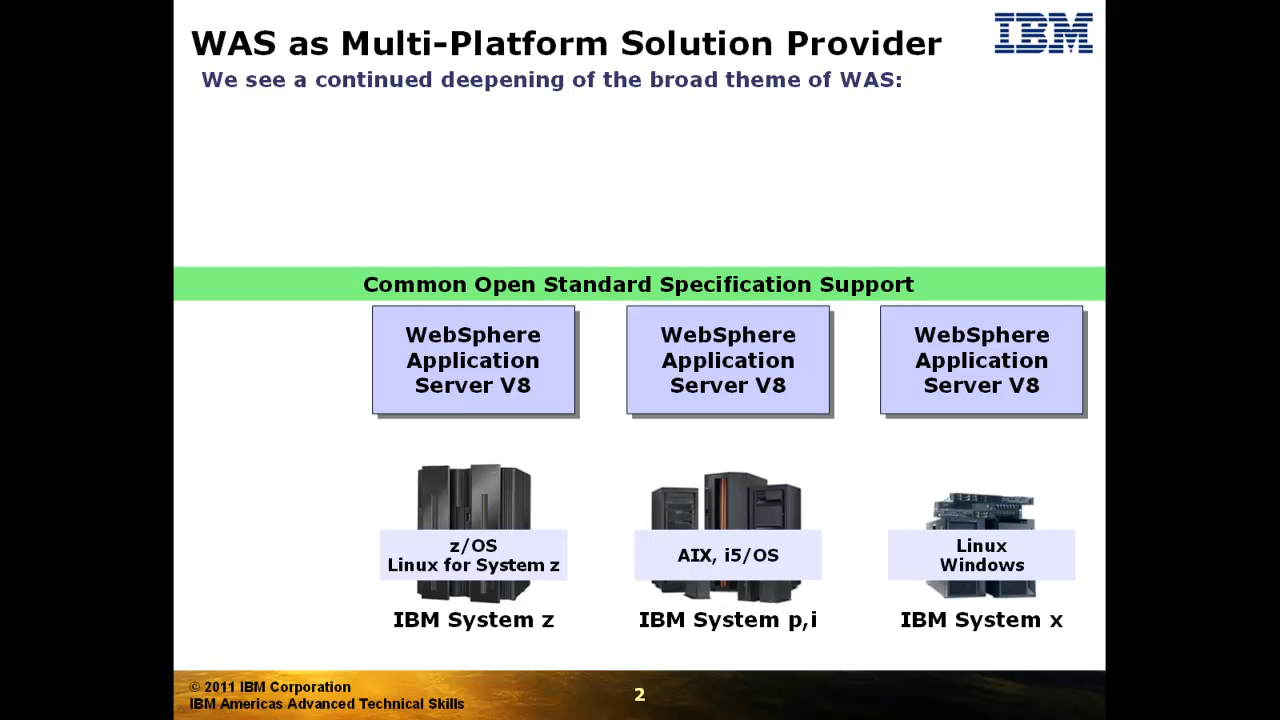 WAS as Multi-Platform Solution Provider
IBM
We see a continued deepening of the broad theme of WAS:
Common Open Standard Specification Support
WebSphere
Application
Server V8
WebSphere
Application
Server V8
WebSphere
Application
Server V8
z/OS
Linux for System z
IBM System z
AIX, i5/OS
IBM System p,i
Linux
Windows
IBM System x
© 2011 IBM Corporation
IBM Americas Advanced Technical Skills
2